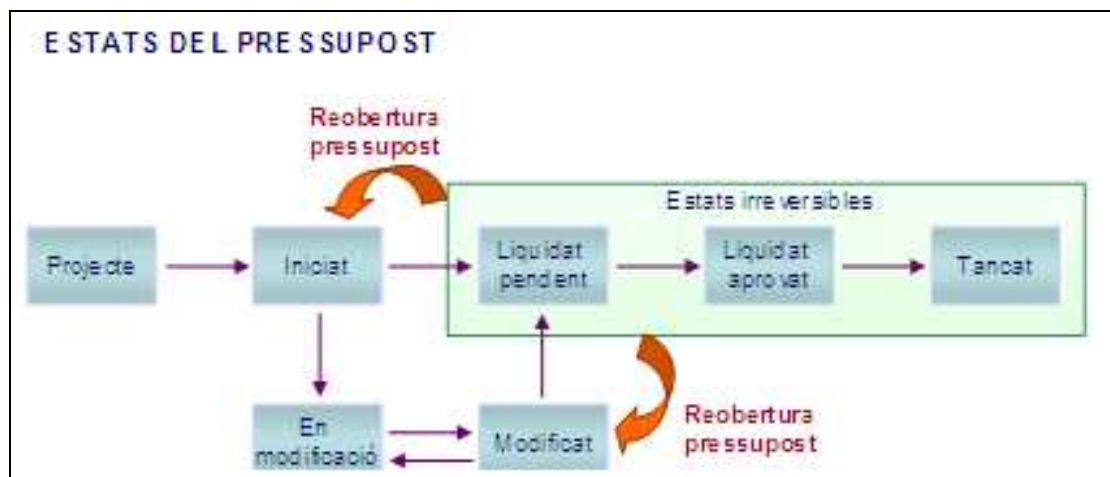 ESTATS DEL PRESSUPOST
Reobertura
pressupost
Estats irreversibles
Projecte
Iniciat
Liquidat
pendent
Liquidat
aprovat
Tancat
En
modificació
Modificat
Reobertura
pressupost